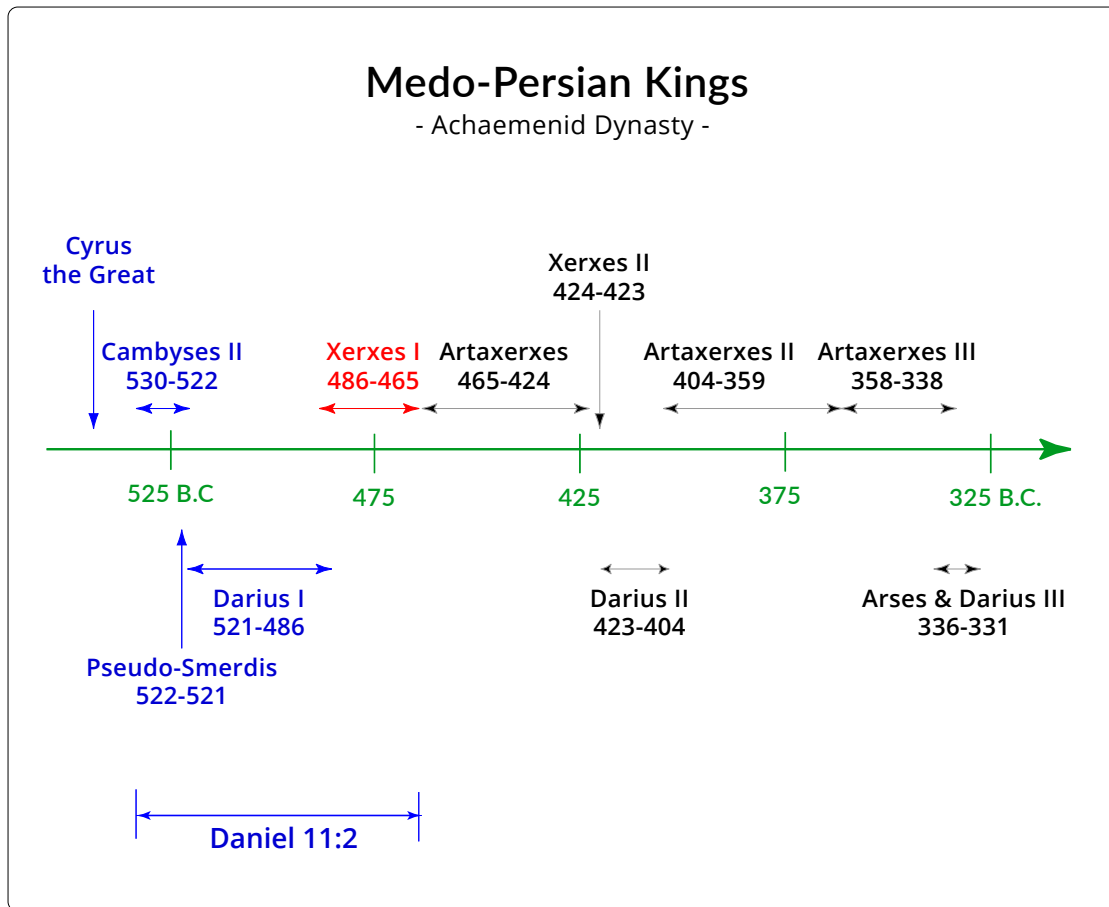 Medo-Persian Kings
- Achaemenid Dynasty -
Cyrus
the Great
Xerxes II
424-423
Cambyses II
530-522
Xerxes I
486-465
Artaxerxes
465-424
Artaxerxes II
404-359
Artaxerxes III
358-338
525 B.C
475
425
375
325 B.C.
Darius I
521-486
Darius II
423-404
Arses & Darius III
336-331
Pseudo-Smerdis
522-521
Daniel 11:2